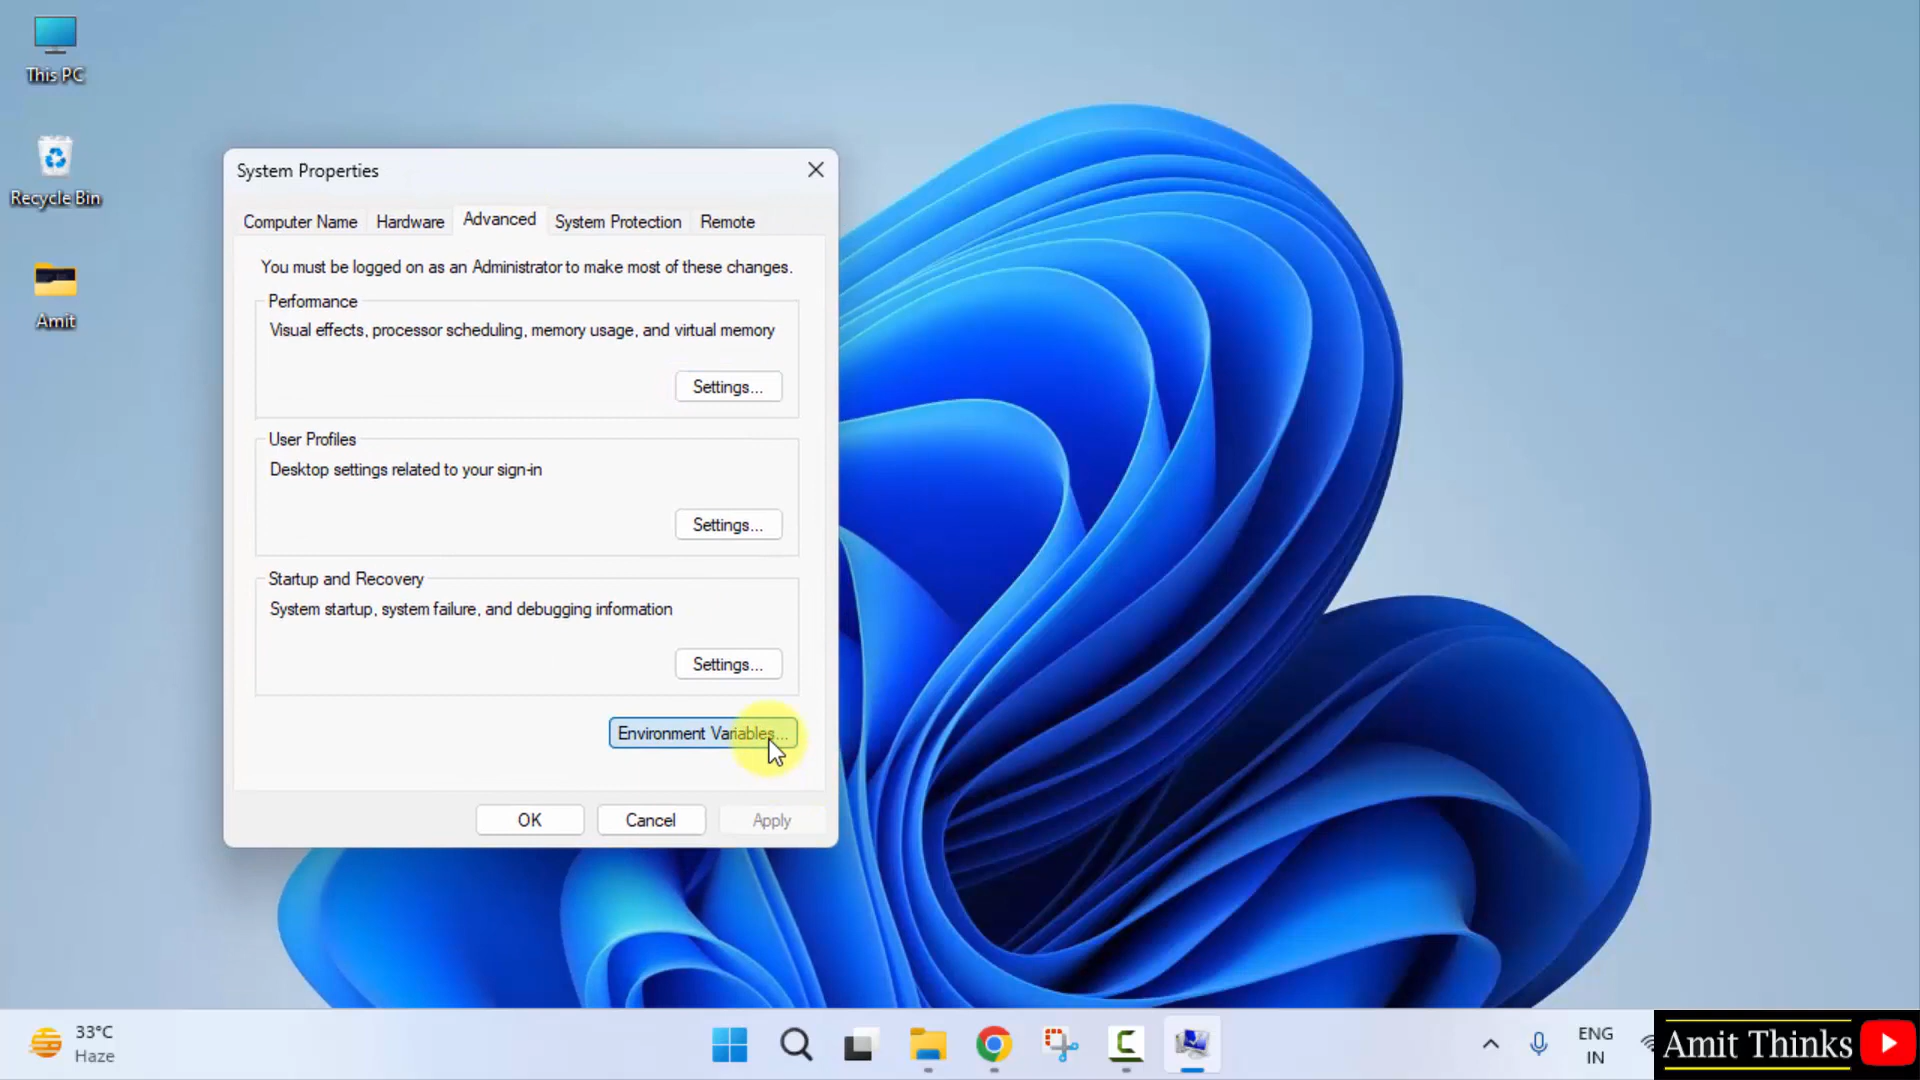 This PC
Recycle Bin
Amit
System Properties
Computer Name
Hardware
Advanced
System Protection
Remote
You must be logged on as an Administrator to make most of these changes.
Performance
Visual effects, processor scheduling, memory usage, and virtual memory
Settings...
User Profiles
Desktop settings related to your sign-in
Settings...
Startup and Recovery
System startup, system failure, and debugging information
Settings...
Environment Variables...
OK
Cancel
Apply
33°C
Haze
ENG
IN
Amit Thinks